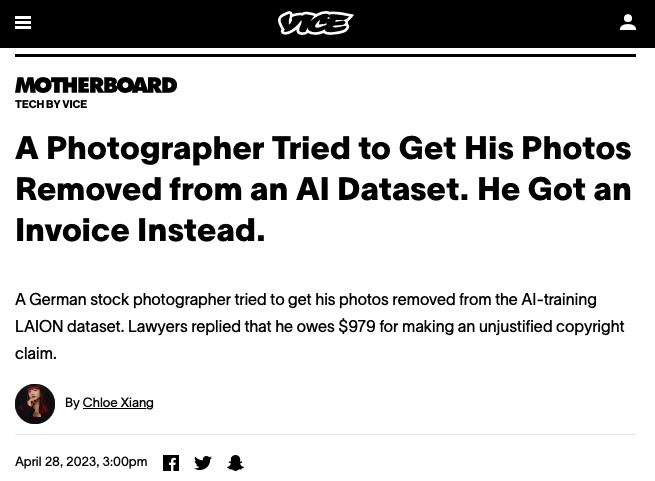 VICE
MOTHERBOARD
TECH BY VICE
A Photographer Tried to Get His Photos
Removed from an AI Dataset. He Got an
Invoice Instead.
A German stock photographer tried to get his photos removed from the AI-training
LAION dataset. Lawyers replied that he owes $979 for making an unjustified copyright
claim.
By Chloe Xiang
April 28, 2023, 3:00pm